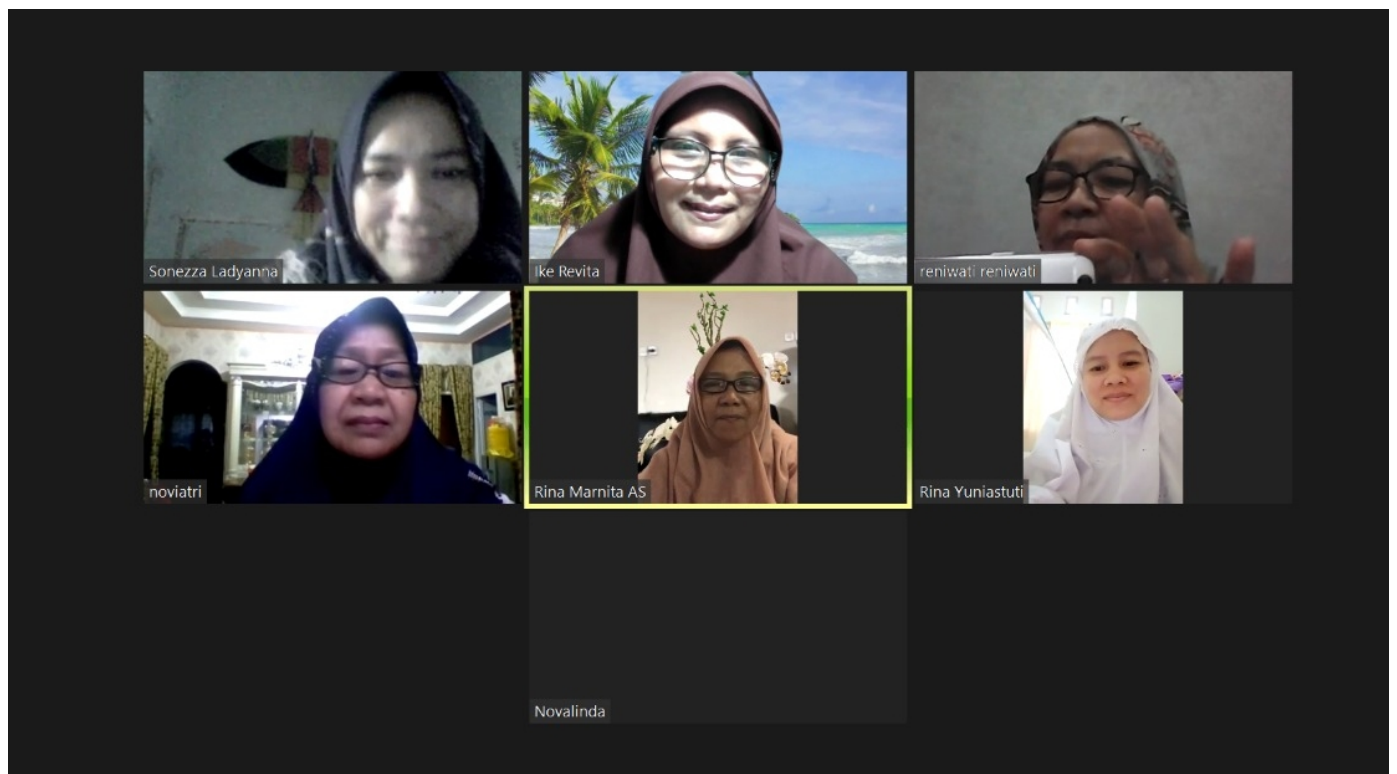 Sonezza Ladyanna
Ike Revita
reniwati reniwati
noviatri
Rina Marnita AS
Rina Yuniastuti
Novalinda